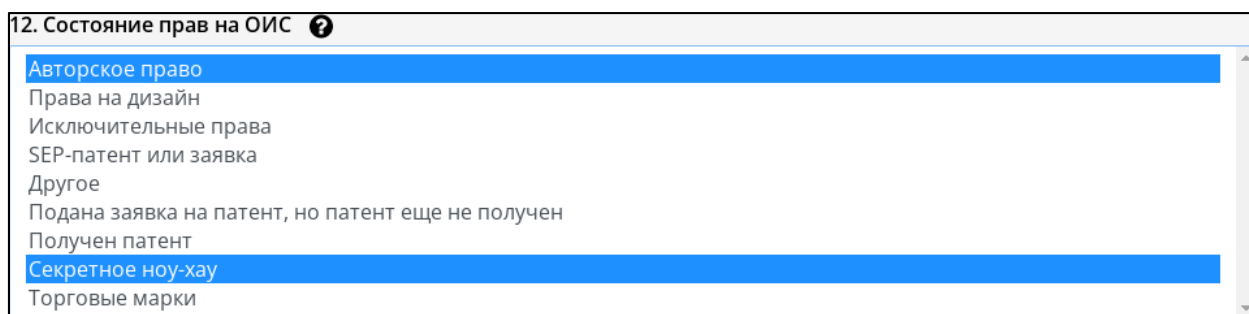 12. Состояние прав на ОИС ?
Авторское право
Права на дизайн
Исключительные права
SEP-патент или заявка
Другое
Подана заявка на патент, но патент еще не получен
Получен патент
Секретное ноу-хау
Торговые марки